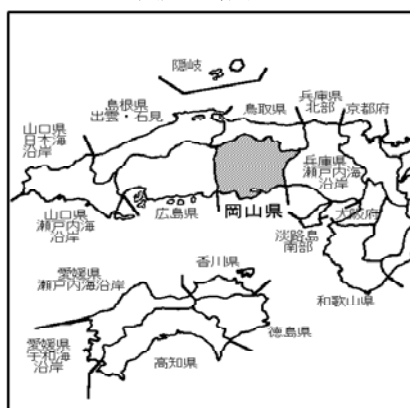 隠岐
島根県
出雲・石見
鳥取県
兵庫県
北部
京都府
山口県
日本海
沿岸
兵庫県
瀬戸内海
沿岸
山口県
瀬戸内海
沿岸
広島県
岡山県
大阪府
淡路島
南部
香川県
愛媛県
瀬戸内海沿岸
和歌山県
徳島県
愛媛県
宇和海
沿岸
高知県